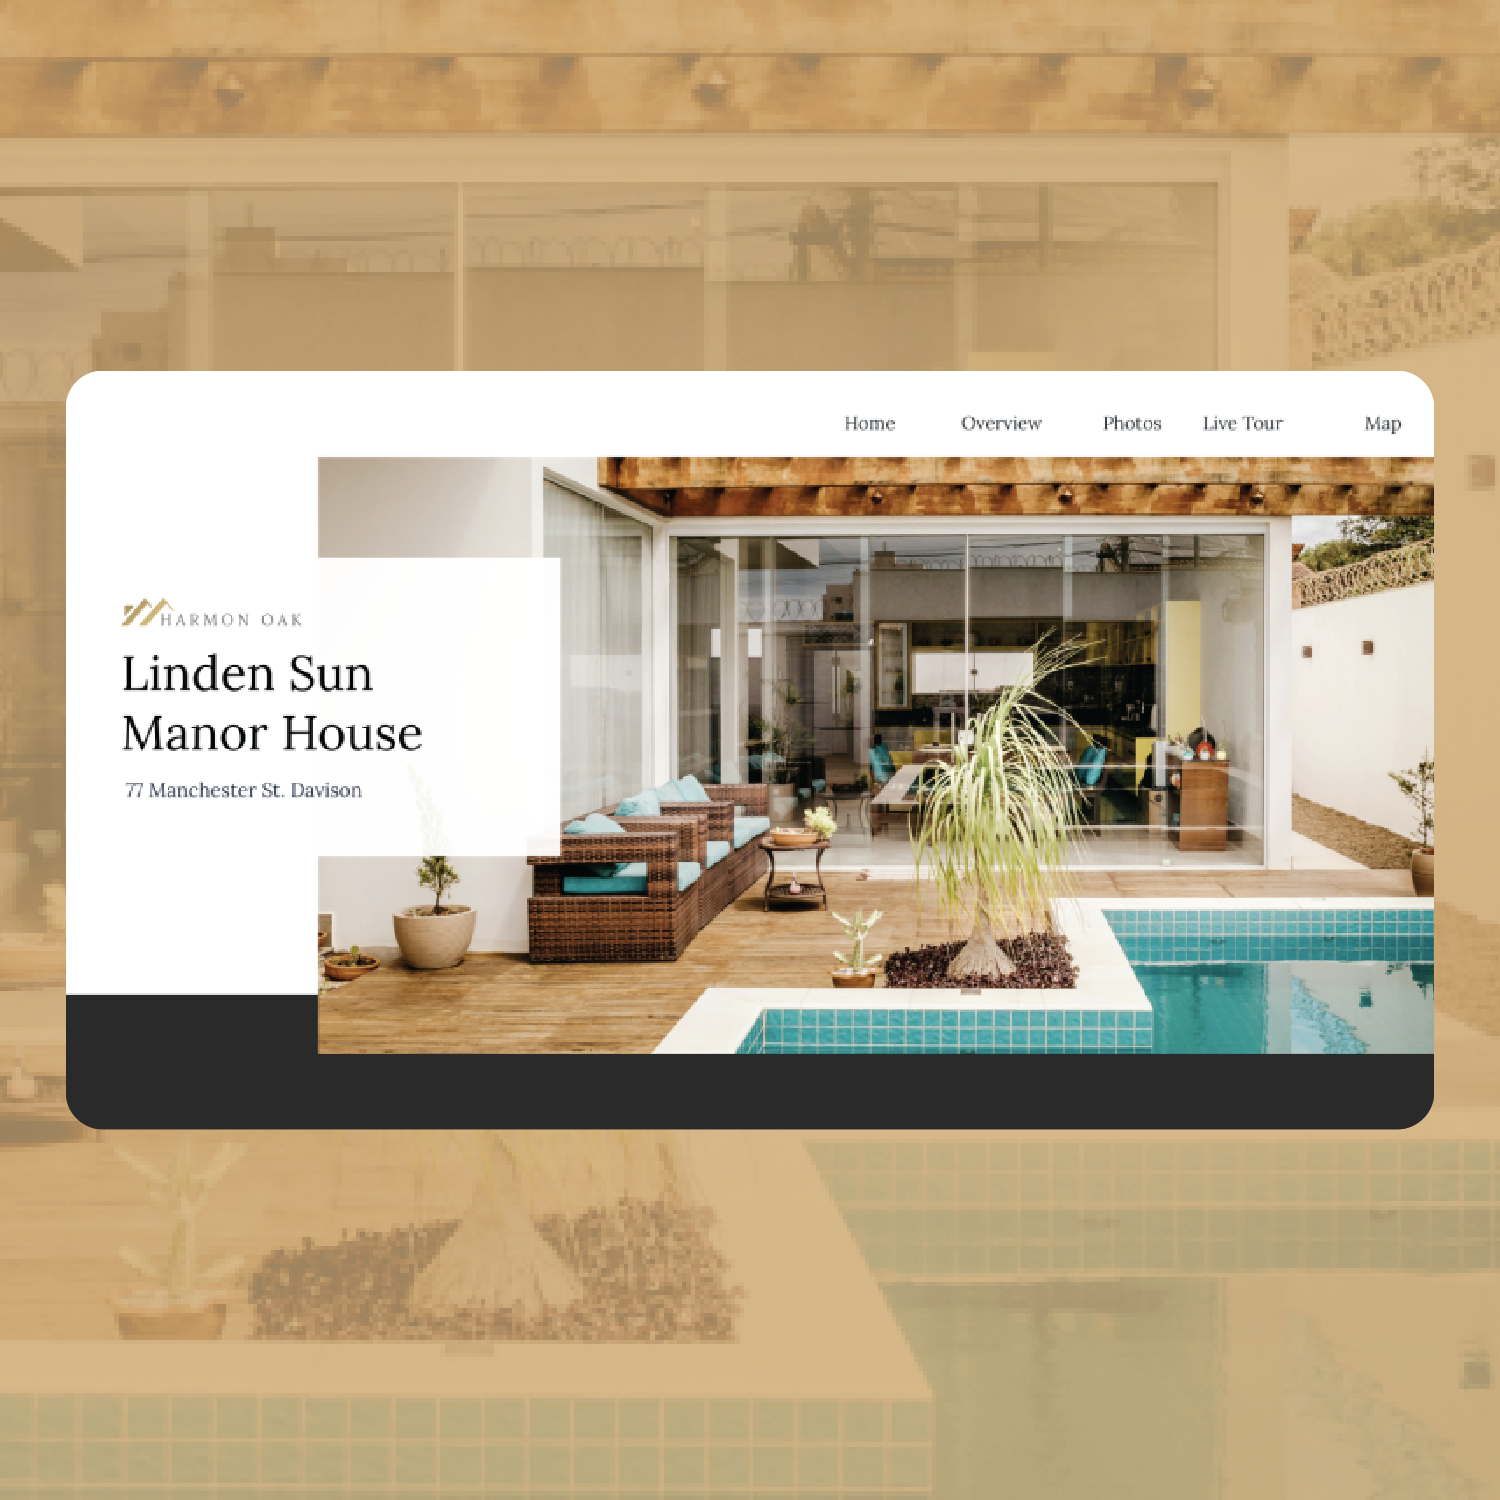 Home Overview Photos Live Tour Map
HARMON OAK
Linden Sun
Manor House
77 Manchester St. Davison